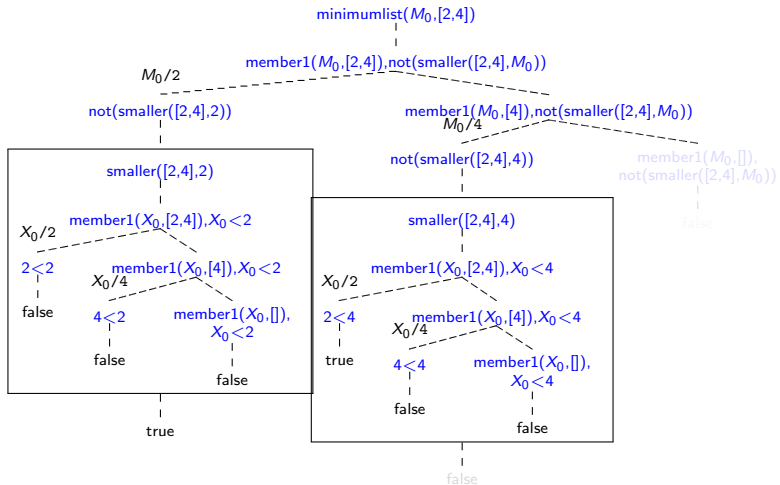 minimumlist(M₀,[2,4])
member1(M₀,[2,4]),not(smaller([2,4],M₀))
M₀/2
not(smaller([2,4],2))
member1(M₀,[4]),not(smaller([2,4],M₀))
M₀/4
not(smaller([2,4],4))
member1(M₀,[]),
not(smaller([2,4],M₀))
false
smaller([2,4],2)
member1(X₀,[2,4]),X₀<2
X₀/2
2<2
false
member1(X₀,[4]),X₀<2
X₀/4
4<2
false
member1(X₀,[]),
X₀<2
false
true
smaller([2,4],4)
member1(X₀,[2,4]),X₀<4
X₀/2
2<4
true
member1(X₀,[4]),X₀<4
X₀/4
4<4
false
member1(X₀,[]),
X₀<4
false
false